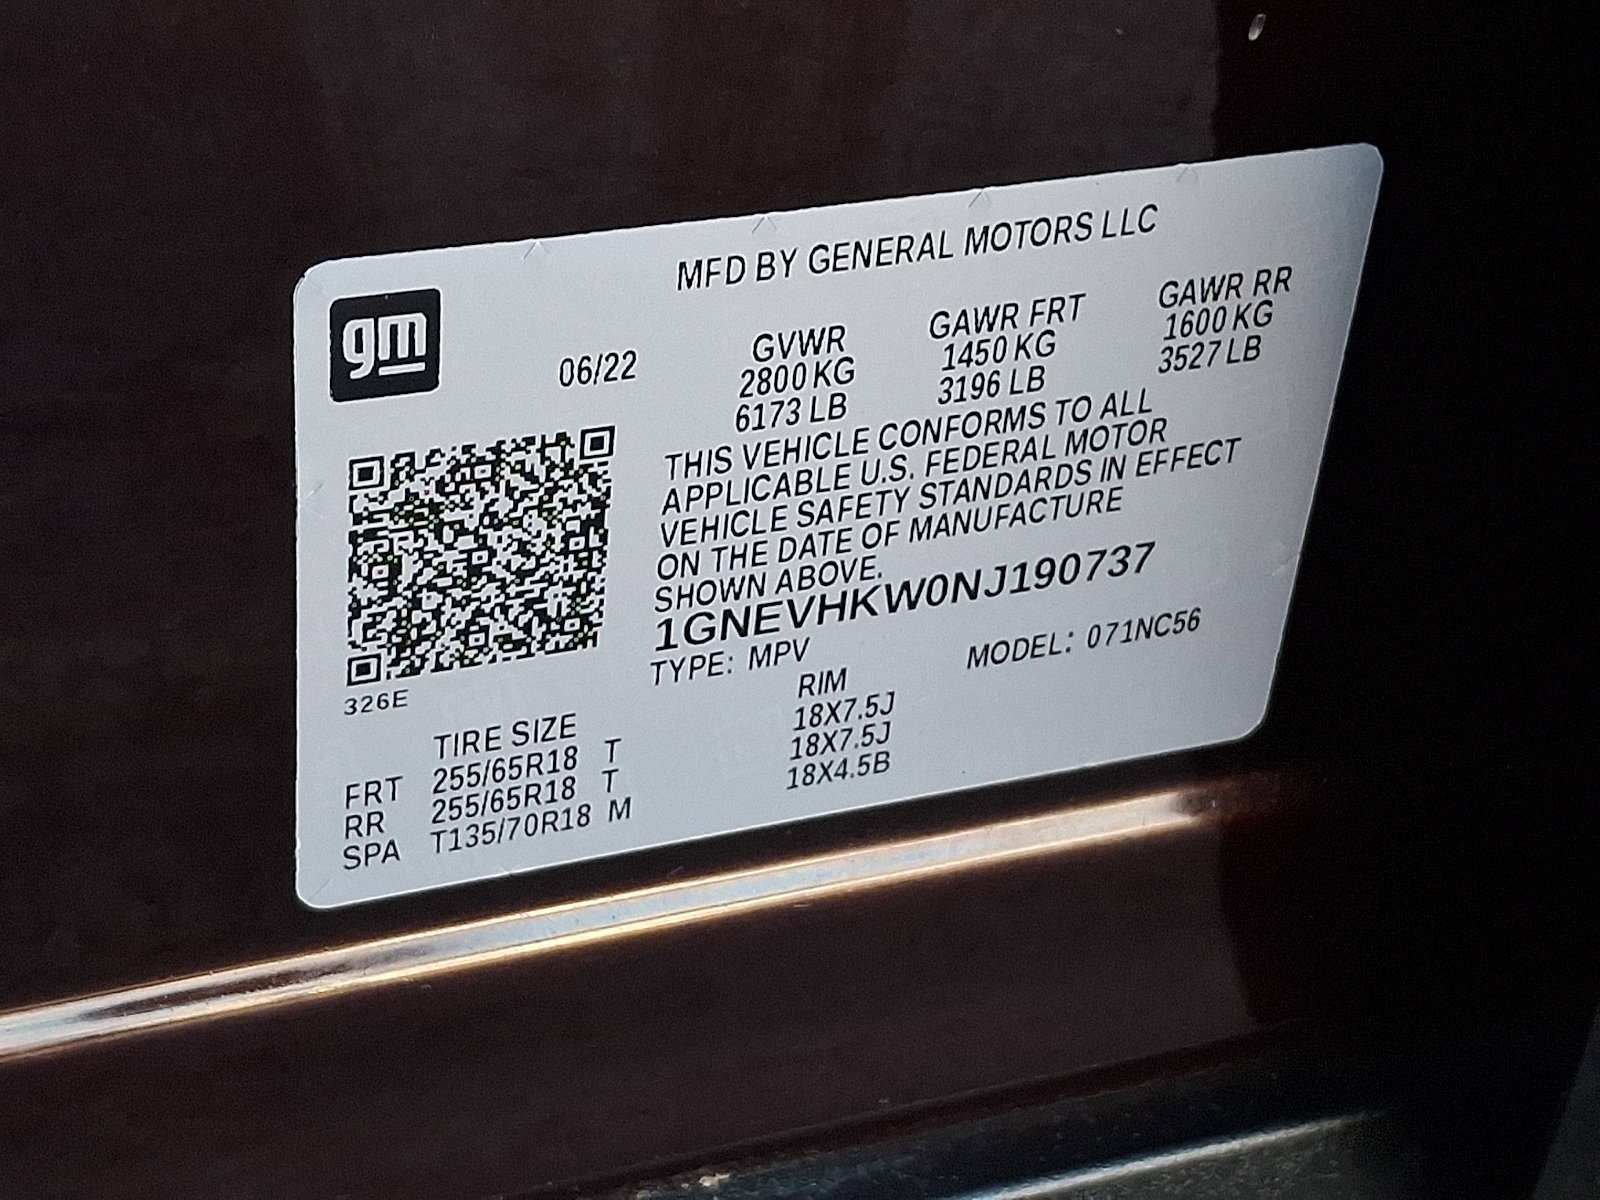 MFD BY GENERAL MOTORS LLC
gm
06/22
GVWR
2800 KG
6173 LB
GAWR FRT
1450 KG
3196 LB
GAWR RR
1600 KG
3527 LB
THIS VEHICLE CONFORMS TO ALL
APPLICABLE U.S. FEDERAL MOTOR
VEHICLE SAFETY STANDARDS IN EFFECT
ON THE DATE OF MANUFACTURE
SHOWN ABOVE.
1GNEVHKW0NJ190737
TYPE: MPV MODEL: 071NC56
326E
TIRE SIZE RIM
FRT 255/65R18 T 18X7.5J
RR 255/65R18 T 18X7.5J
SPA T135/70R18 M 18X4.5B